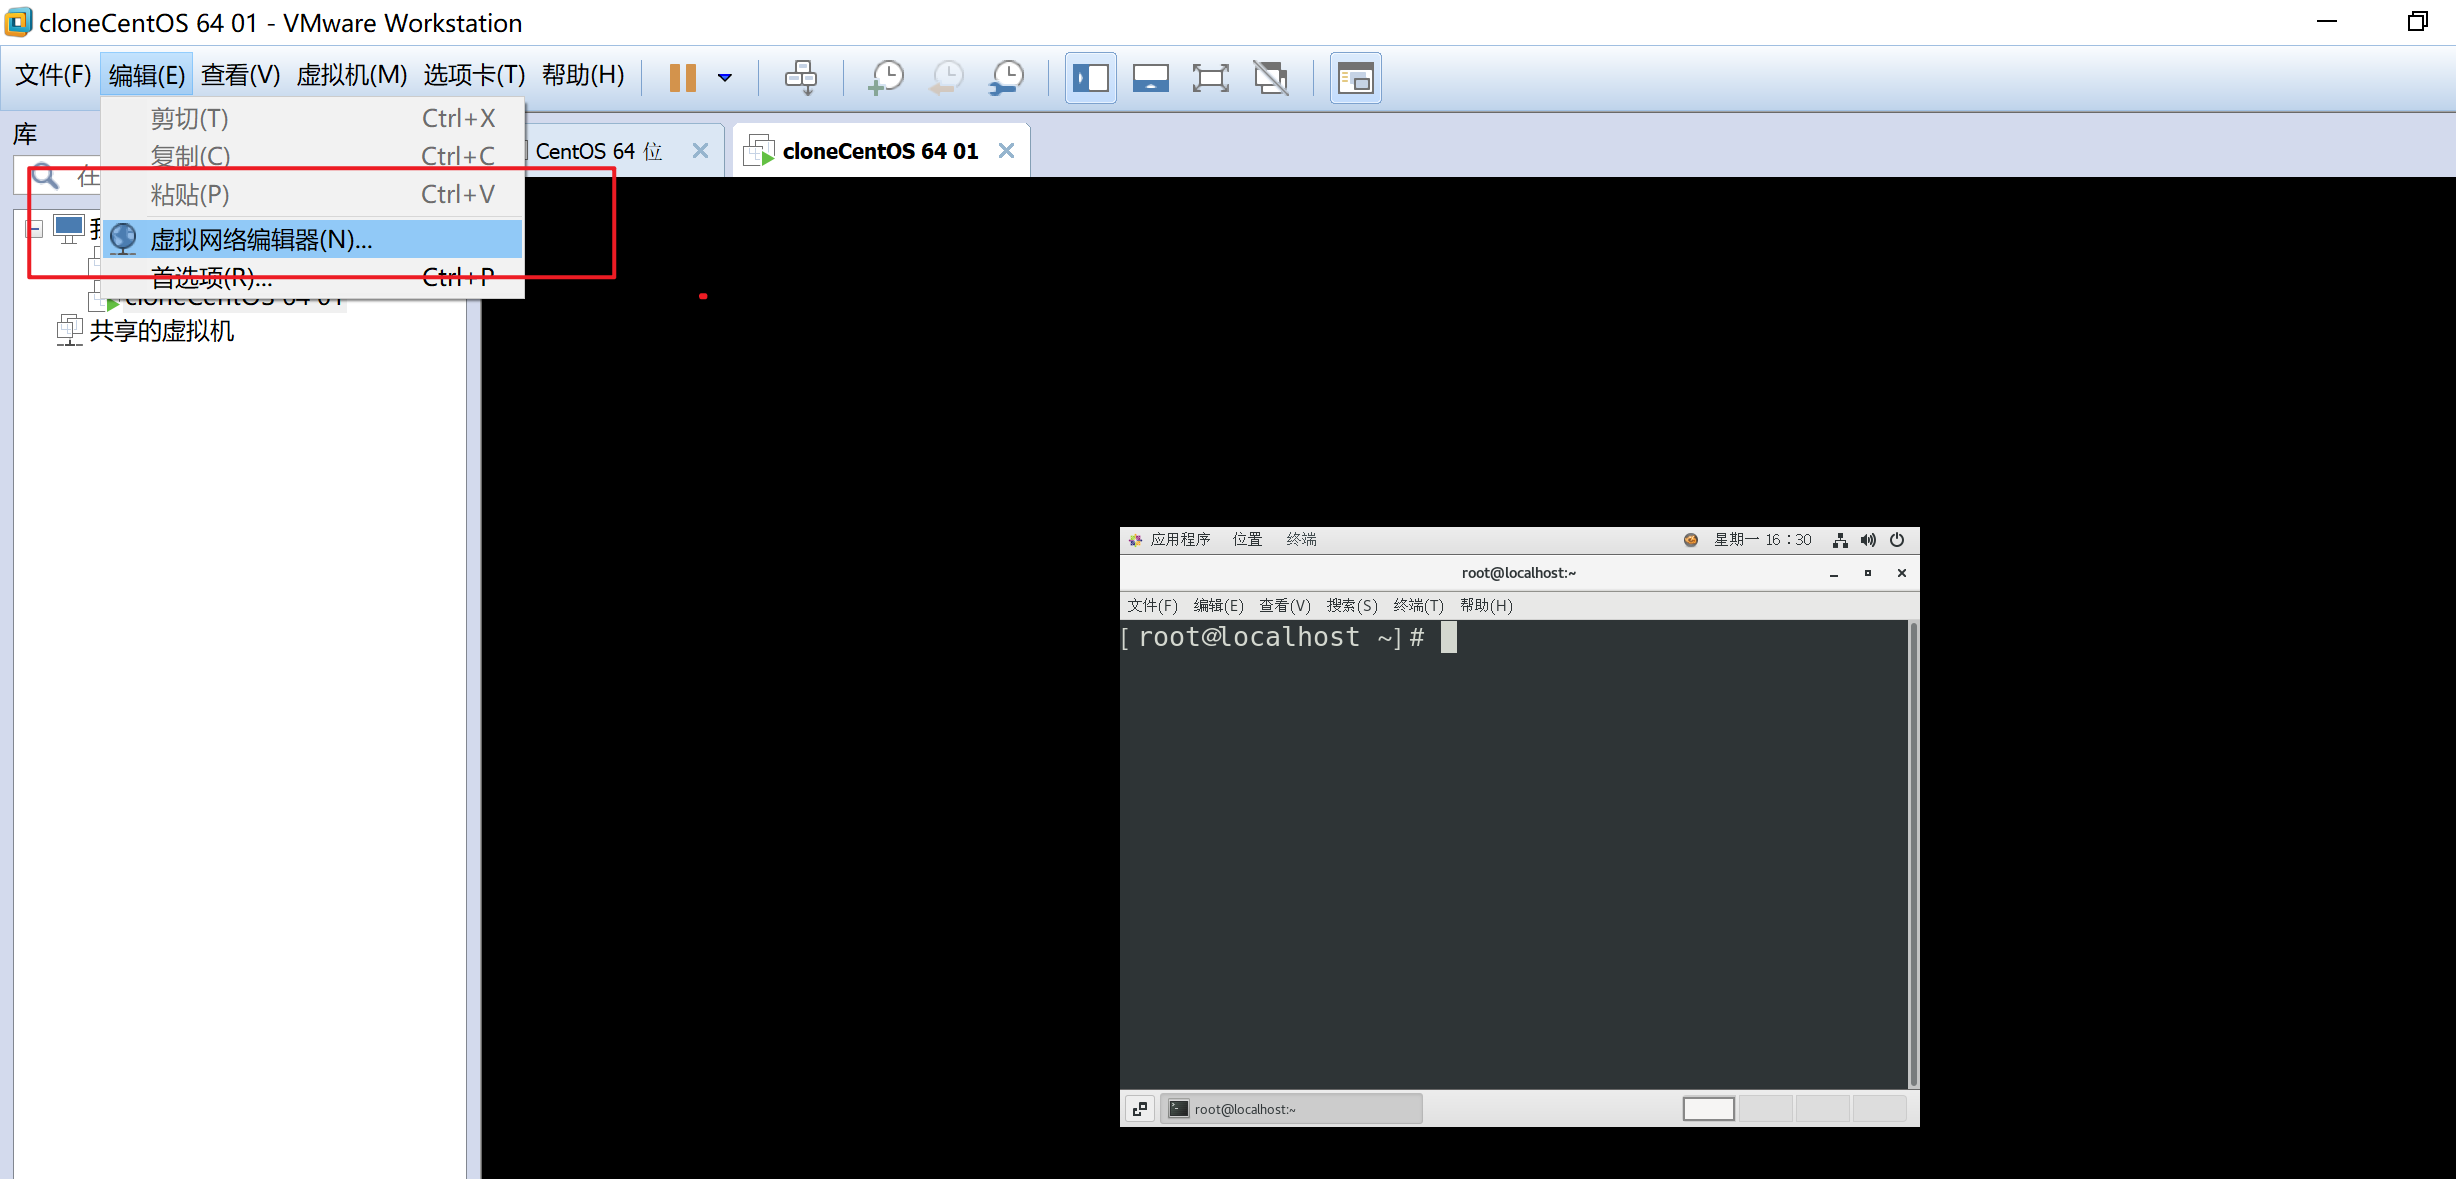 cloneCentOS 64 01 - VMware Workstation
文件(F) 编辑(E) 查看(V) 虚拟机(M) 选项卡(T) 帮助(H)
剪切(T) Ctrl+X
库
复制(C) Ctrl+C
CentOS 64 位
cloneCentOS 64 01
在
粘贴(P) Ctrl+V
虚拟网络编辑器(N)...
首选项(R)... Ctrl+P
cloneCentOS 64 01
共享的虚拟机
应用程序 位置 终端 星期一 16：30
root@localhost:~
文件(F) 编辑(E) 查看(V) 搜索(S) 终端(T) 帮助(H)
[root@localhost ~]#
root@localhost:~